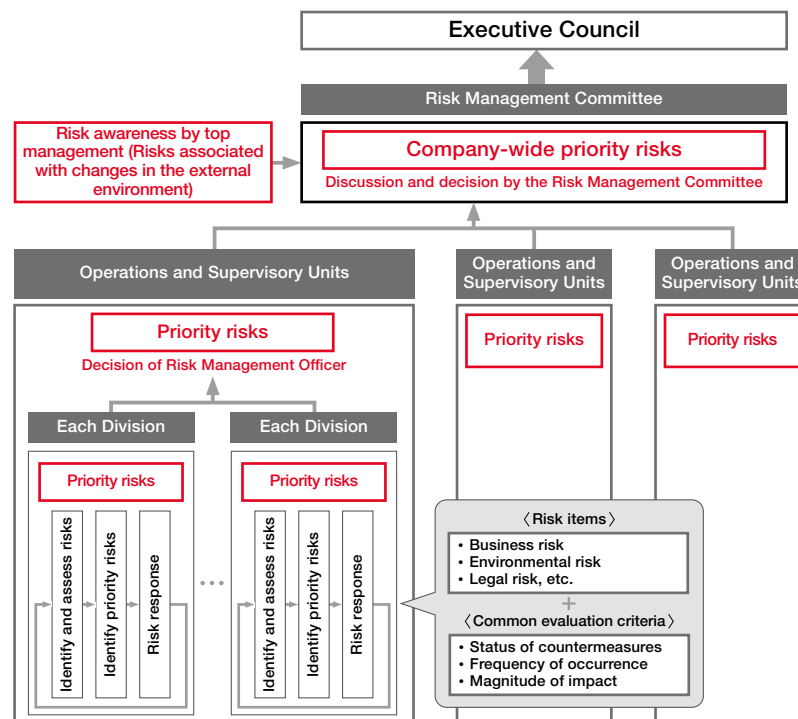 Executive Council
Risk Management Committee
Risk awareness by top
management (Risks associated
with changes in the external
environment)
Company-wide priority risks
Discussion and decision by the Risk Management Committee
Operations and Supervisory Units
Operations and
Supervisory Units
Operations and
Supervisory Units
Priority risks
Decision of Risk Management Officer
Priority risks
Priority risks
Each Division
Each Division
Priority risks
Priority risks
Identify and assess risks
Identify priority risks
Risk response
...
Identify and assess risks
Identify priority risks
Risk response
〈Risk items〉
• Business risk
• Environmental risk
• Legal risk, etc.
+
〈Common evaluation criteria〉
• Status of countermeasures
• Frequency of occurrence
• Magnitude of impact